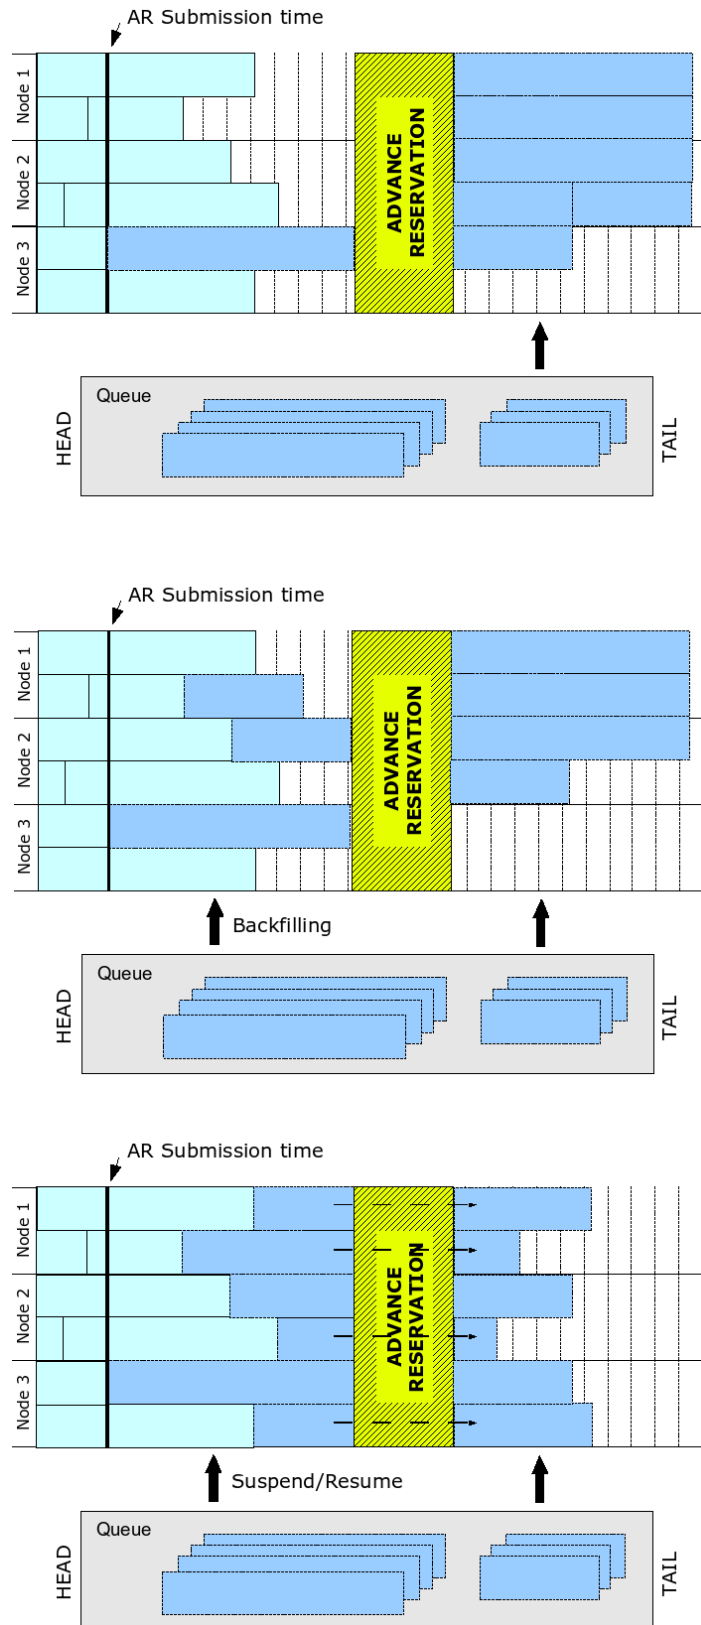 AR Submission time
Node 1
Node 2
Node 3
ADVANCE
RESERVATION
Queue
HEAD
TAIL
AR Submission time
Node 1
Node 2
Node 3
ADVANCE
RESERVATION
Backfilling
Queue
HEAD
TAIL
AR Submission time
Node 1
Node 2
Node 3
ADVANCE
RESERVATION
Suspend/Resume
Queue
HEAD
TAIL